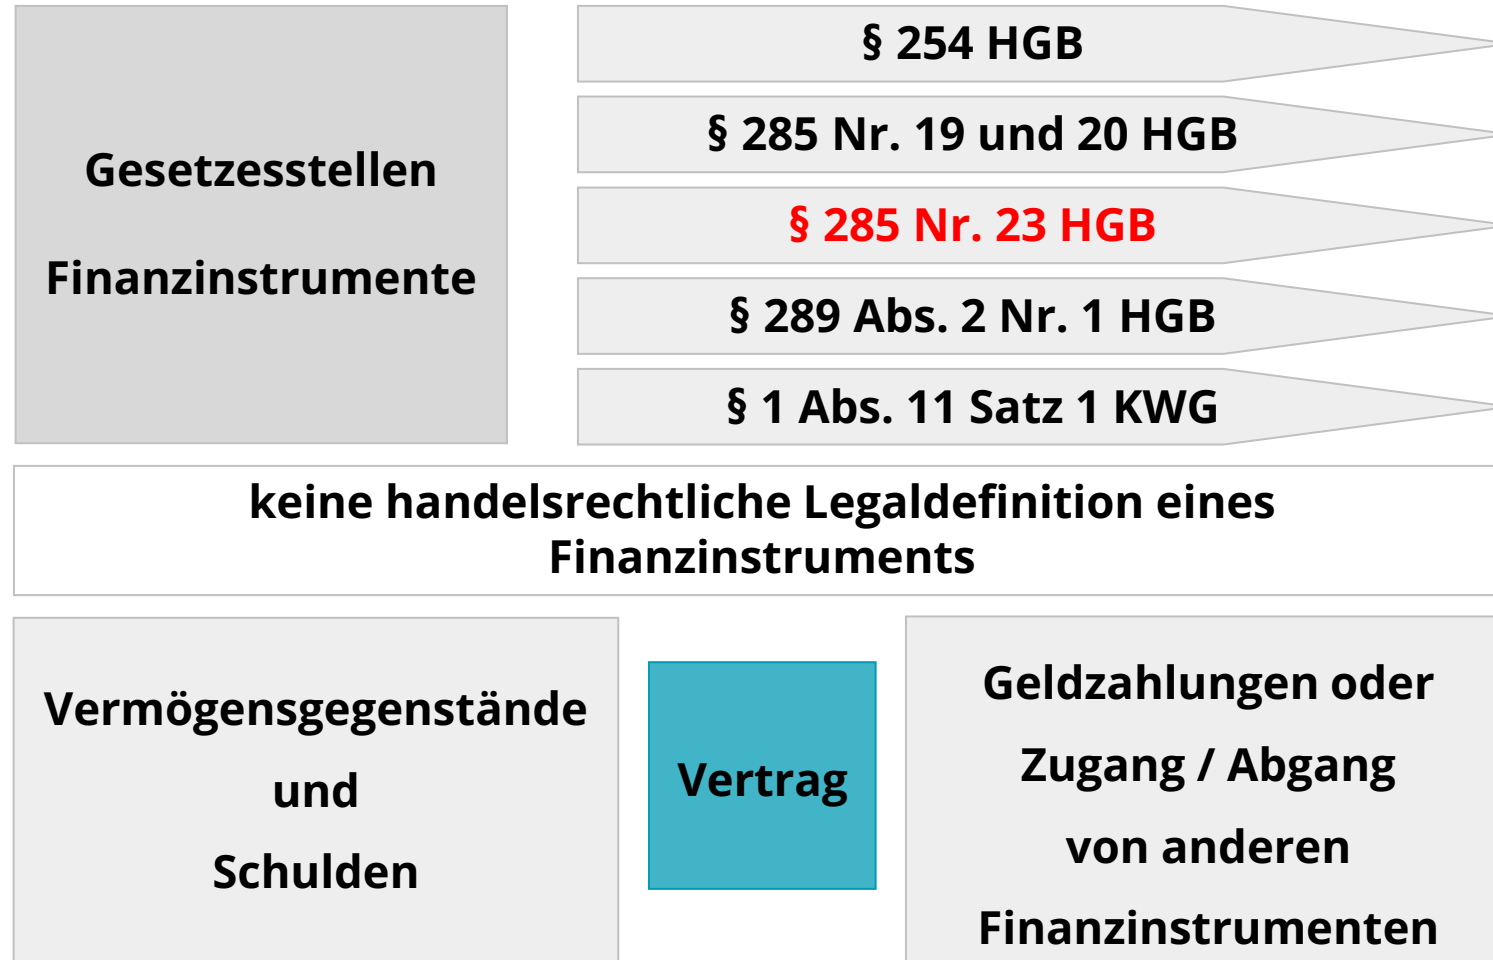 Gesetzesstellen
Finanzinstrumente
§ 254 HGB
§ 285 Nr. 19 und 20 HGB
§ 285 Nr. 23 HGB
§ 289 Abs. 2 Nr. 1 HGB
§ 1 Abs. 11 Satz 1 KWG
keine handelsrechtliche Legaldefinition eines
Finanzinstruments
Vermögensgegenstände
und
Schulden
Vertrag
Geldzahlungen oder
Zugang / Abgang
von anderen
Finanzinstrumenten